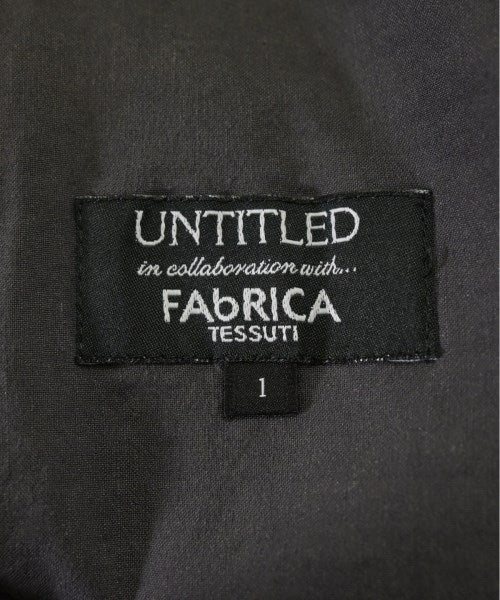 UNTITLED
in collaboration with...
FAbRICA
TESSUTI
1